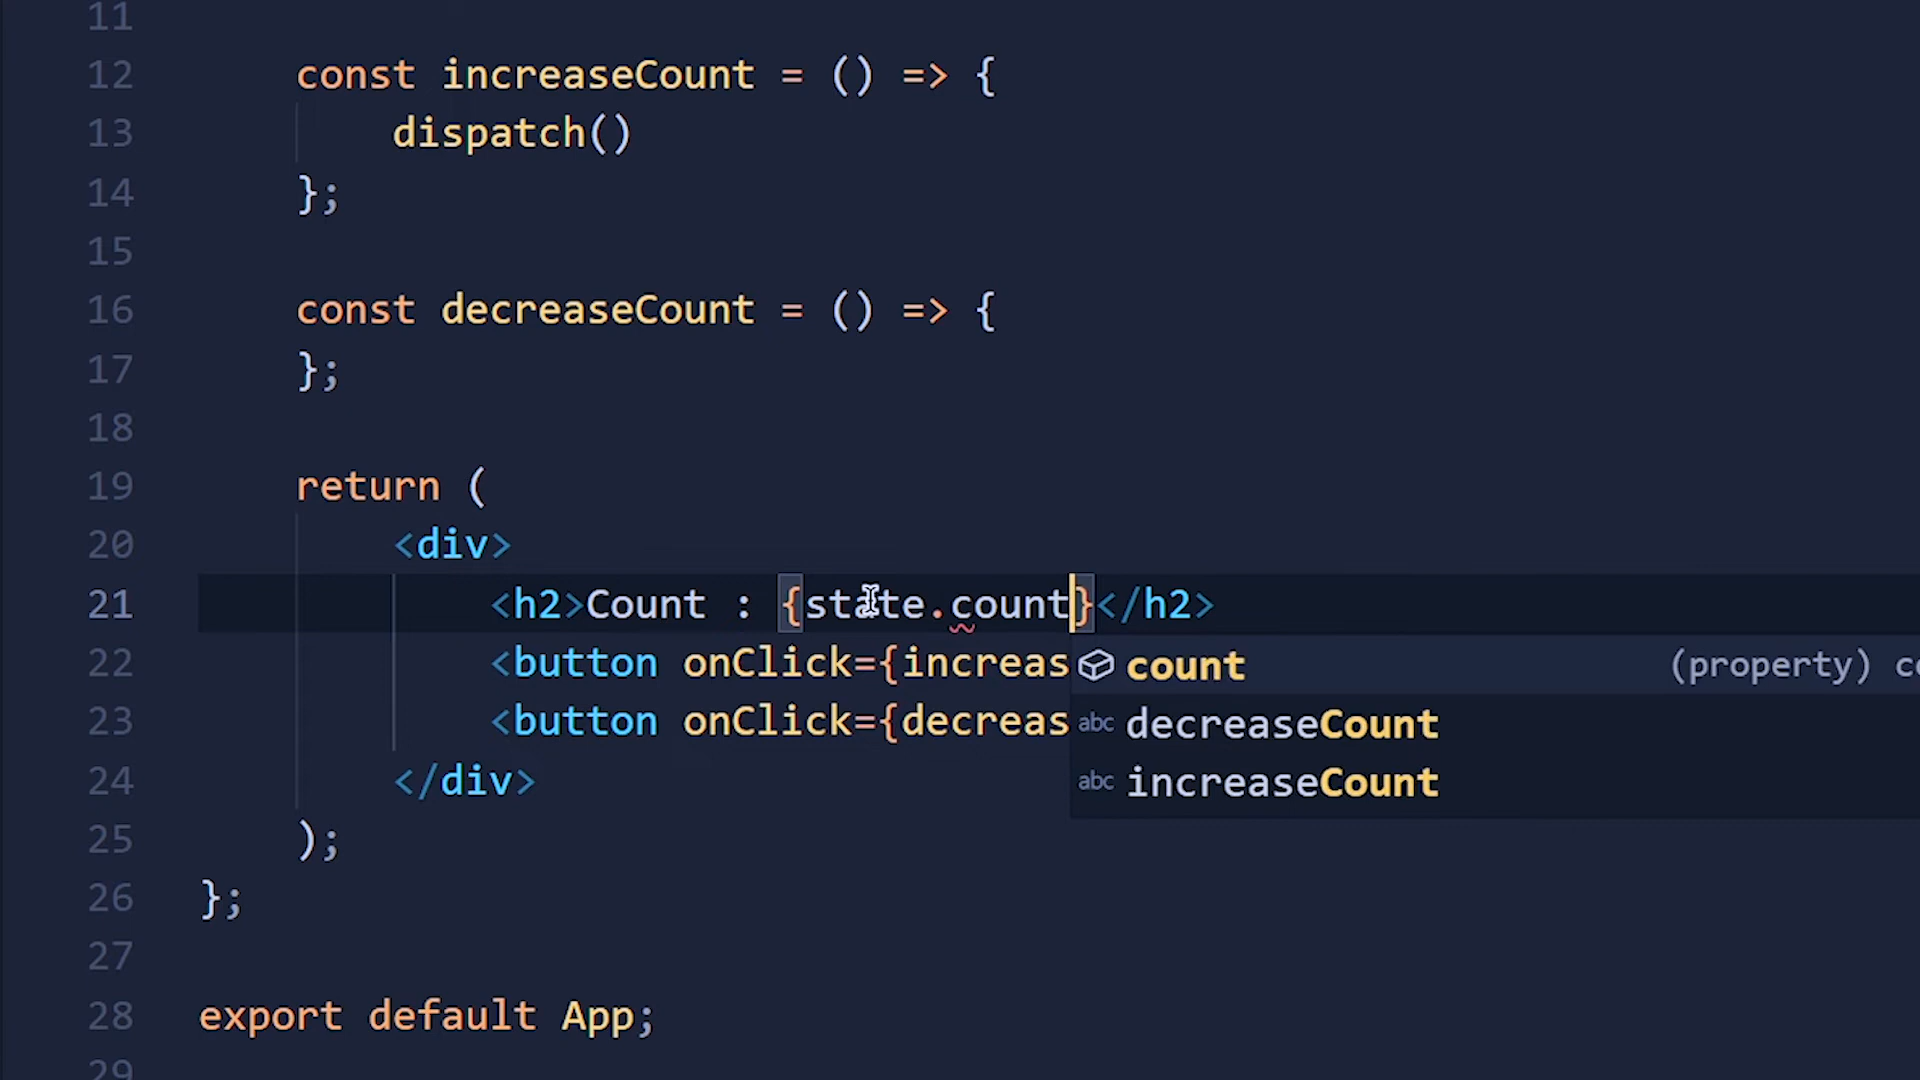 11
12 const increaseCount = () => {
13 dispatch()
14 };
15
16 const decreaseCount = () => {
17 };
18
19 return (
20 <div>
21 <h2>Count : {state.count}</h2>
22 <button onClick={increas
count (property) co
23 <button onClick={decreas
abc decreaseCount
24 </div>
abc increaseCount
25 );
26 };
27
28 export default App;
29